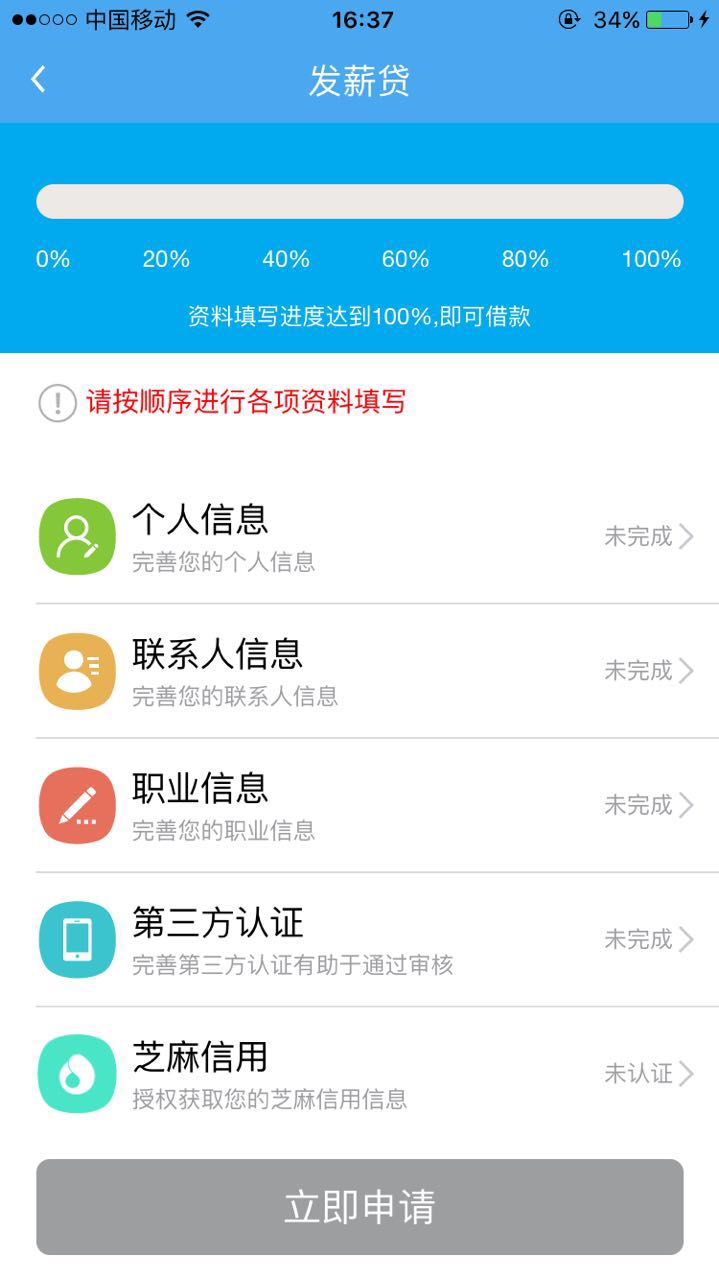 中国移动 16:37 34%
发薪贷
0% 20% 40% 60% 80% 100%
资料填写进度达到100%,即可借款
请按顺序进行各项资料填写
个人信息
完善您的个人信息
未完成
联系人信息
完善您的联系人信息
未完成
职业信息
完善您的职业信息
未完成
第三方认证
完善第三方认证有助于通过审核
未完成
芝麻信用
授权获取您的芝麻信用信息
未认证
立即申请